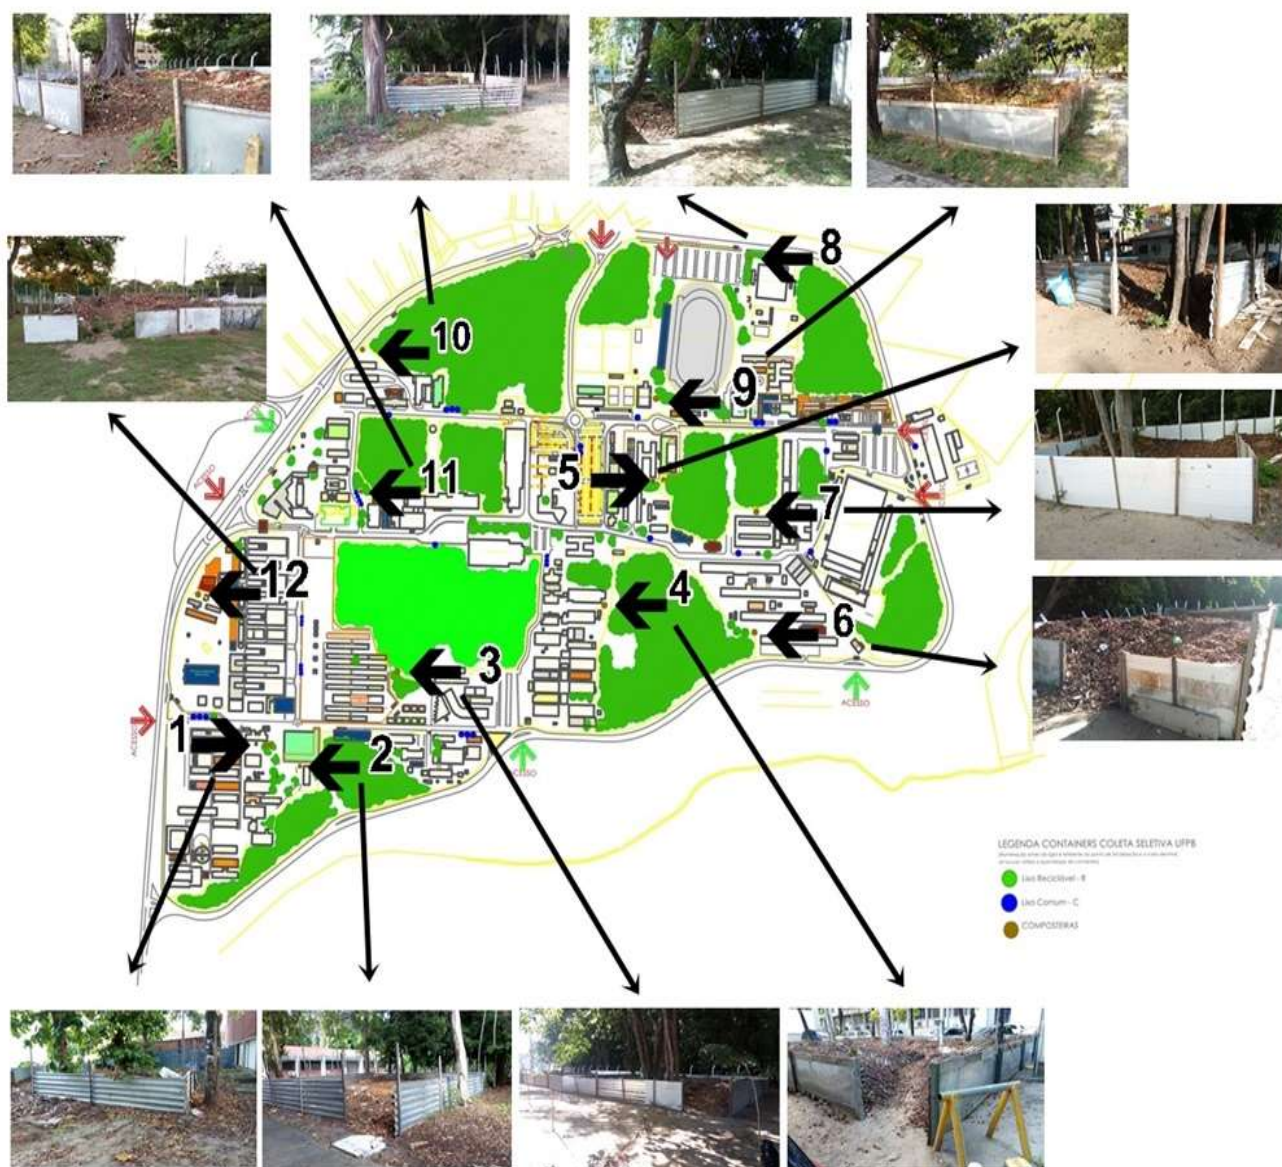 8
10
9
5
11
7
12
4
6
3
ACESSO
ACESSO
1
2
LEGENDA CONTAINERS COLETA SELETIVA UFPB
Lixo Reciclável - R
Lixo Comum - C
COMPOSTEIRAS